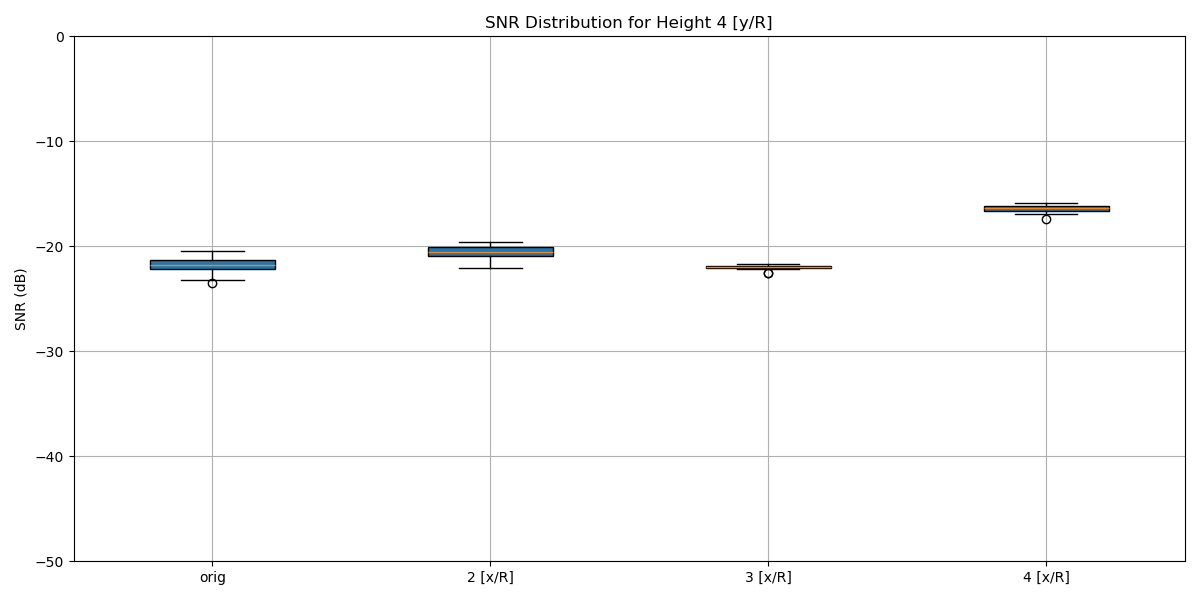 SNR Distribution for Height 4 [y/R]
0
−10
−20
−30
−40
−50
SNR (dB)
orig
2 [x/R]
3 [x/R]
4 [x/R]